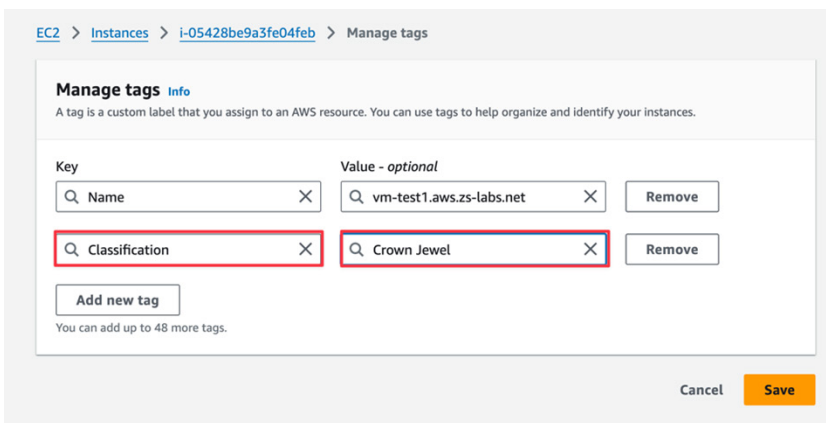 EC2 > Instances > i-05428be9a3fe04feb > Manage tags
Manage tags Info
A tag is a custom label that you assign to an AWS resource. You can use tags to help organize and identify your instances.
Key Value - optional
Name vm-test1.aws.zs-labs.net Remove
Classification Crown Jewel Remove
Add new tag
You can add up to 48 more tags.
Cancel Save